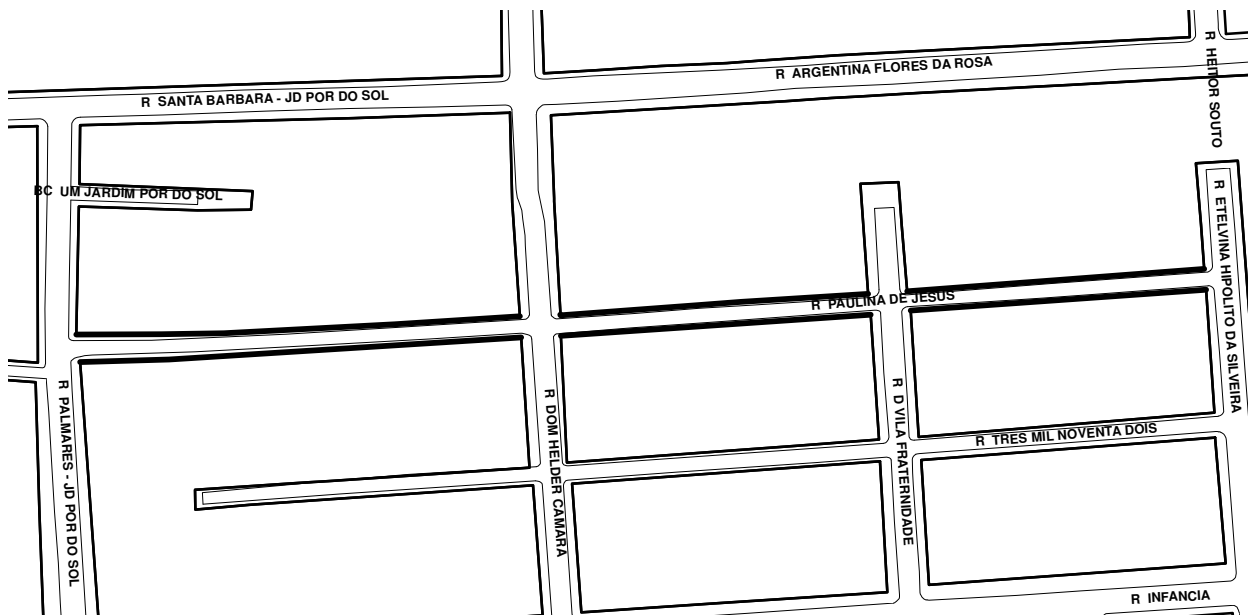 R HEITOR SOUTO
R ARGENTINA FLORES DA ROSA
R SANTA BARBARA - JD POR DO SOL
BC UM JARDIM POR DO SOL
R ETELVINA HIPOLITO DA SILVEIRA
R PAULINA DE JESUS
R PALMARES - JD POR DO SOL
R DOM HELDER CAMARA
R D VILA FRATERNIDADE
R TRES MIL NOVENTA DOIS
R INFANCIA